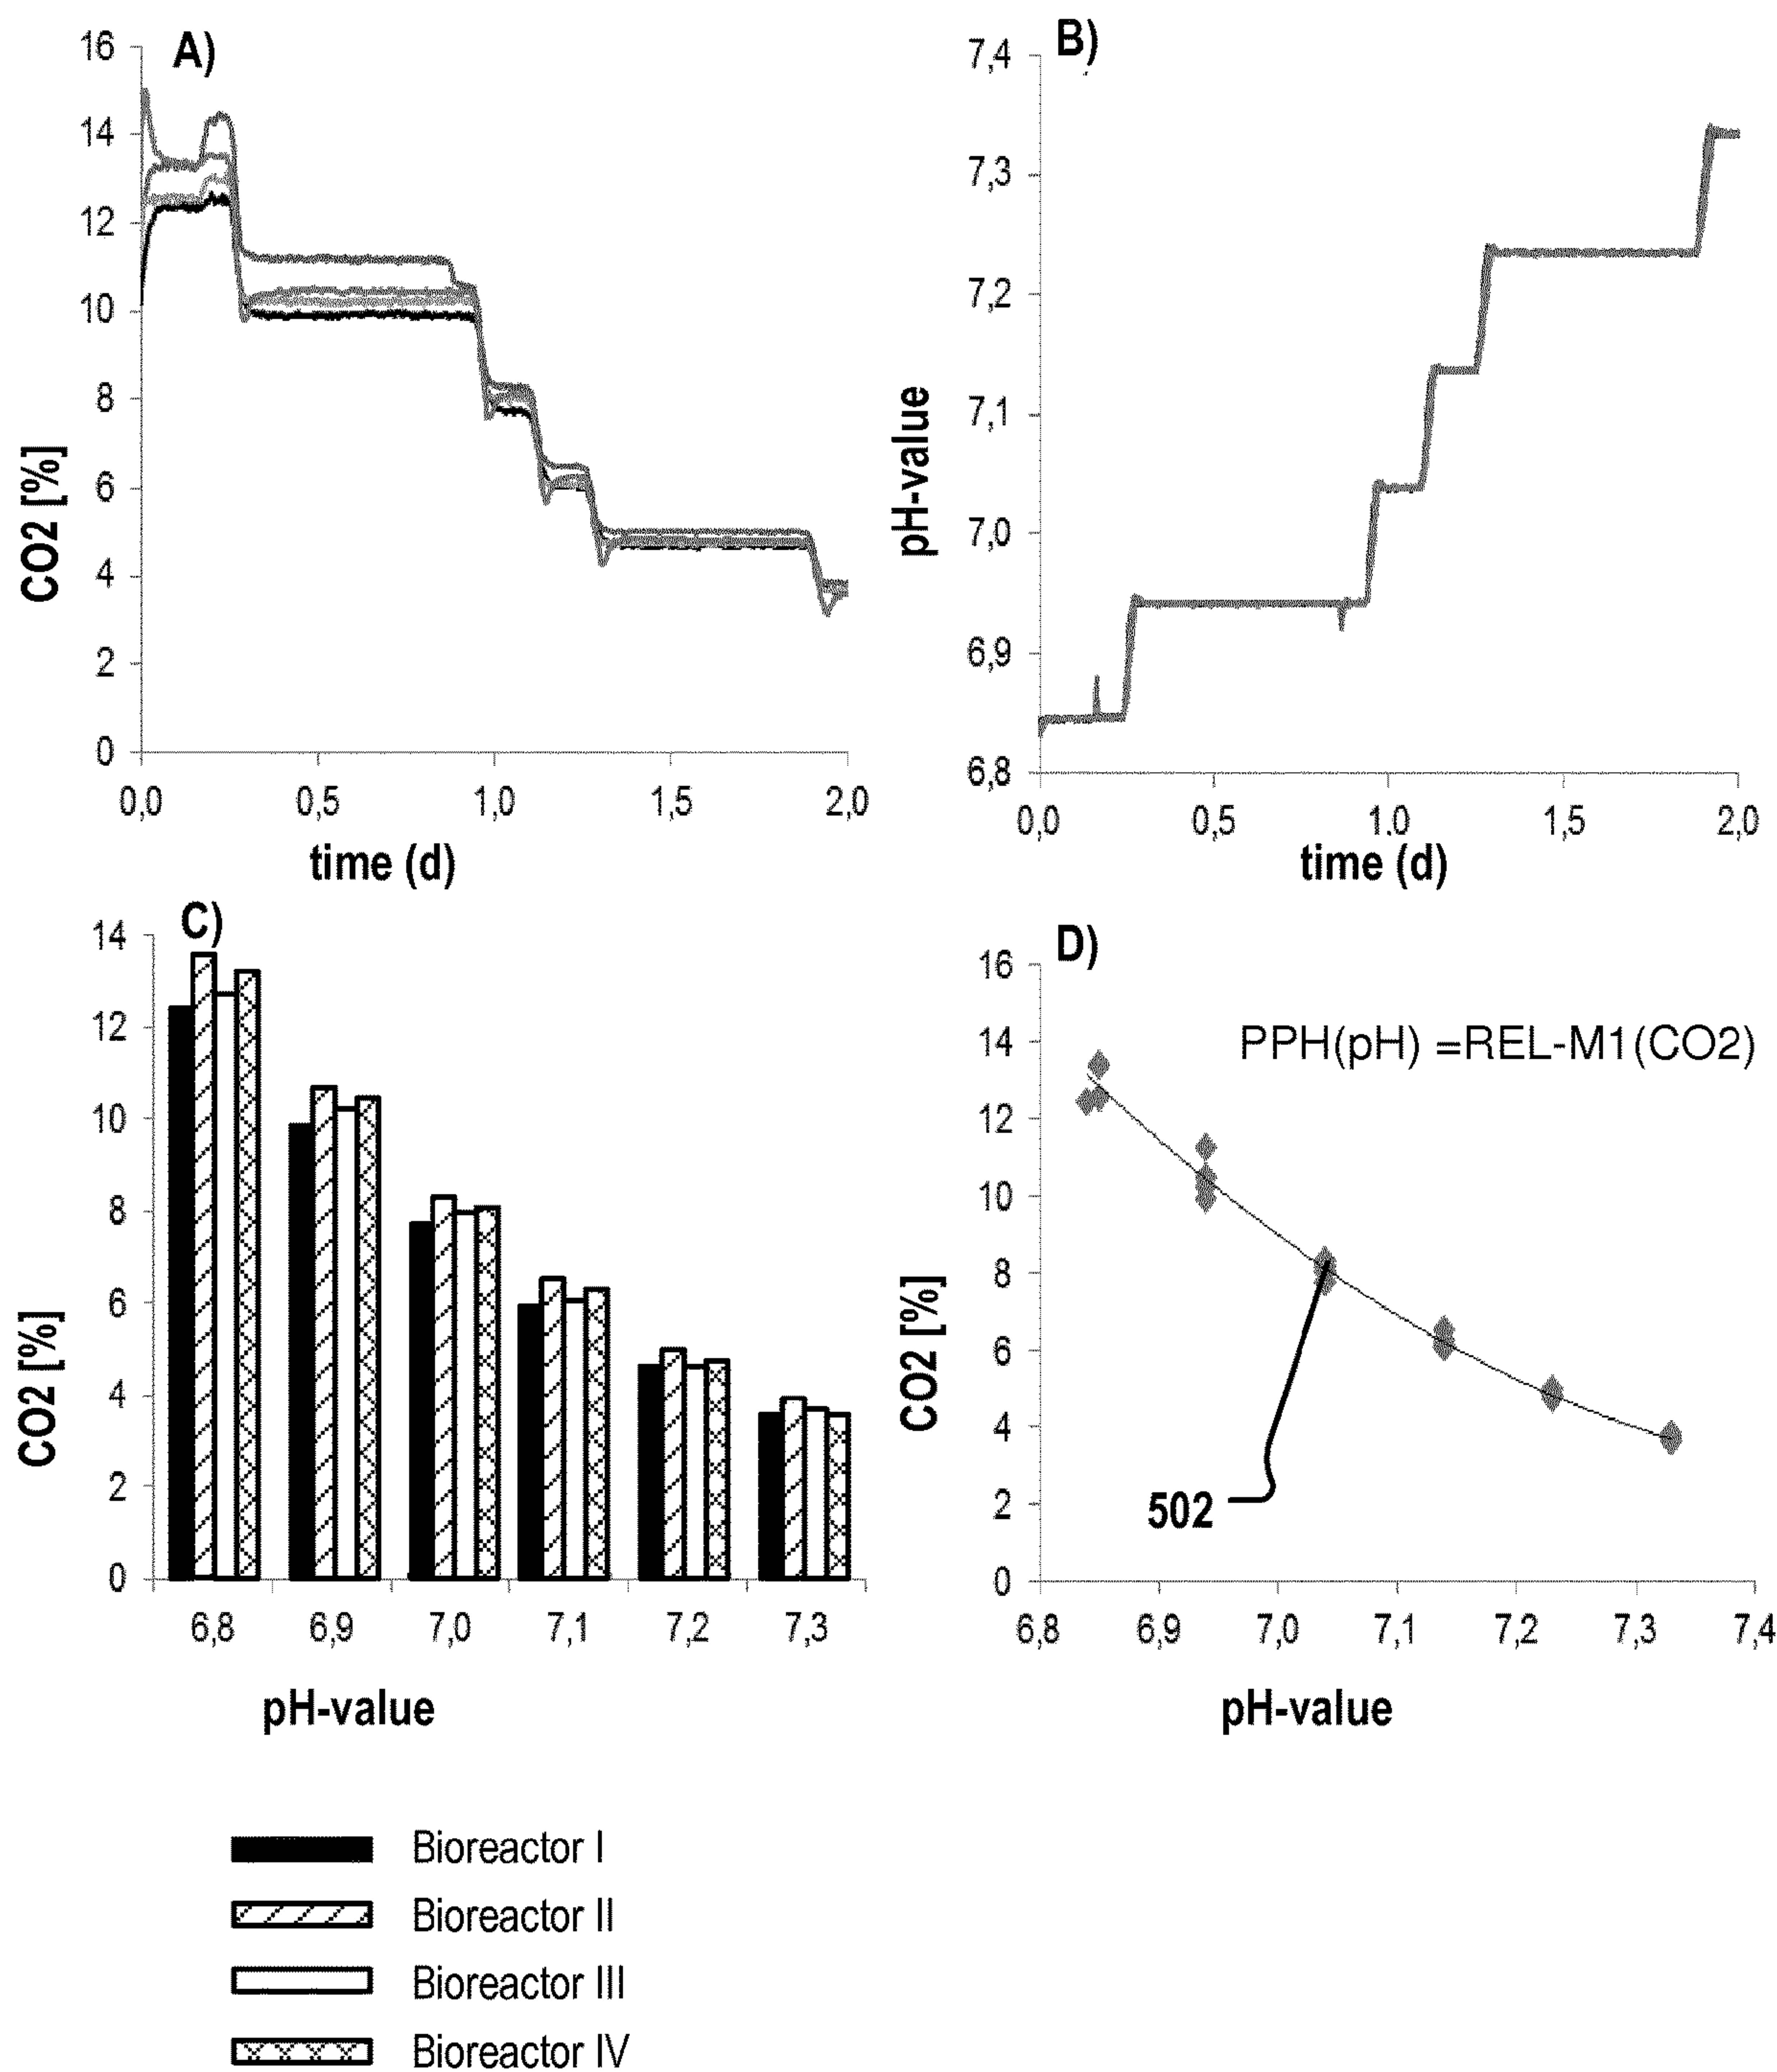 A)
16
14
12
10
8
6
4
2
0
CO2 [%]
0,0 0,5 1,0 1,5 2,0
time (d)
B)
7,4
7,3
7,2
7,1
7,0
6,9
6,8
pH-value
0,0 0,5 1,0 1,5 2,0
time (d)
C)
14
12
10
8
6
4
2
0
CO2 [%]
6,8 6,9 7,0 7,1 7,2 7,3
pH-value
D)
16
14
12
10
8
6
4
2
0
CO2 [%]
PPH(pH) =REL-M1(CO2)
502
6,8 6,9 7,0 7,1 7,2 7,3 7,4
pH-value
Bioreactor I
Bioreactor II
Bioreactor III
Bioreactor IV